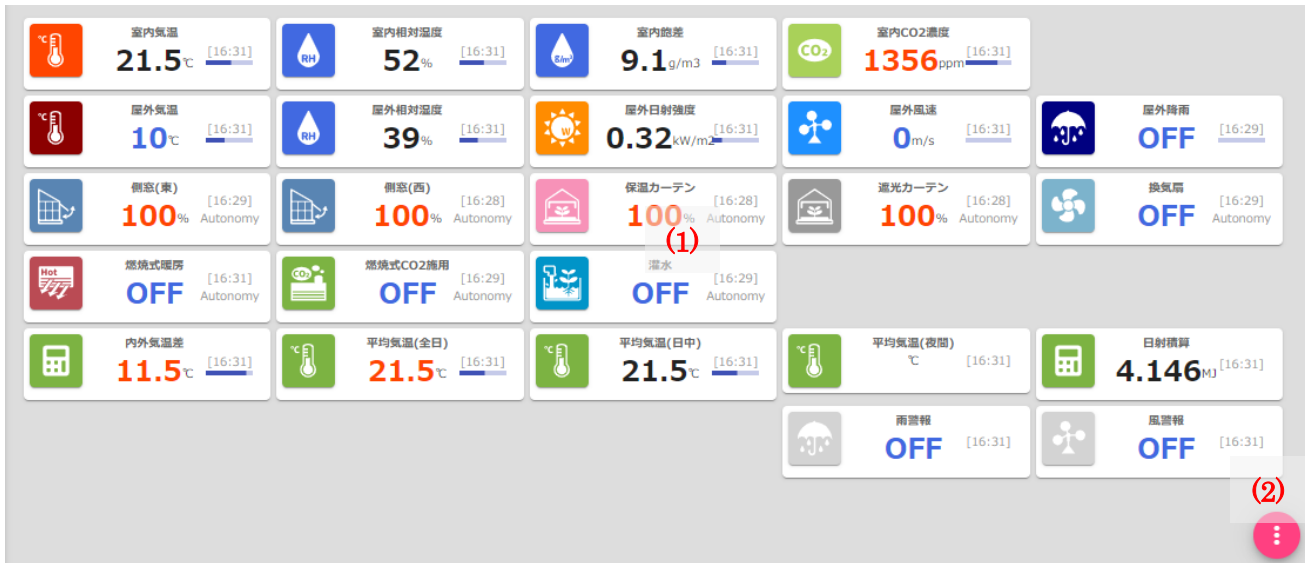 ℃ 室内気温 21.5℃ [16:31]
RH 室内相対湿度 52% [16:31]
g/m³ 室内飽差 9.1g/m3 [16:31]
CO₂ 室内CO2濃度 1356ppm [16:31]
℃ 屋外気温 10℃ [16:31]
RH 屋外相対湿度 39% [16:31]
W 屋外日射強度 0.32kW/m2 [16:31]
屋外風速 0m/s [16:31]
屋外降雨 OFF [16:29]
側窓(東) 100% [16:29] Autonomy
側窓(西) 100% [16:28] Autonomy
保温カーテン 100% [16:28] Autonomy
(1)
遮光カーテン 100% [16:28] Autonomy
換気扇 OFF [16:29] Autonomy
Hot 燃焼式暖房 OFF [16:31] Autonomy
CO₂ 燃焼式CO2施用 OFF [16:29] Autonomy
灌水 OFF [16:29] Autonomy
内外気温差 11.5℃ [16:31]
℃ 平均気温(全日) 21.5℃ [16:31]
℃ 平均気温(日中) 21.5℃ [16:31]
℃ 平均気温(夜間) ℃ [16:31]
日射積算 4.146MJ [16:31]
雨警報 OFF [16:31]
風警報 OFF [16:31]
(2)